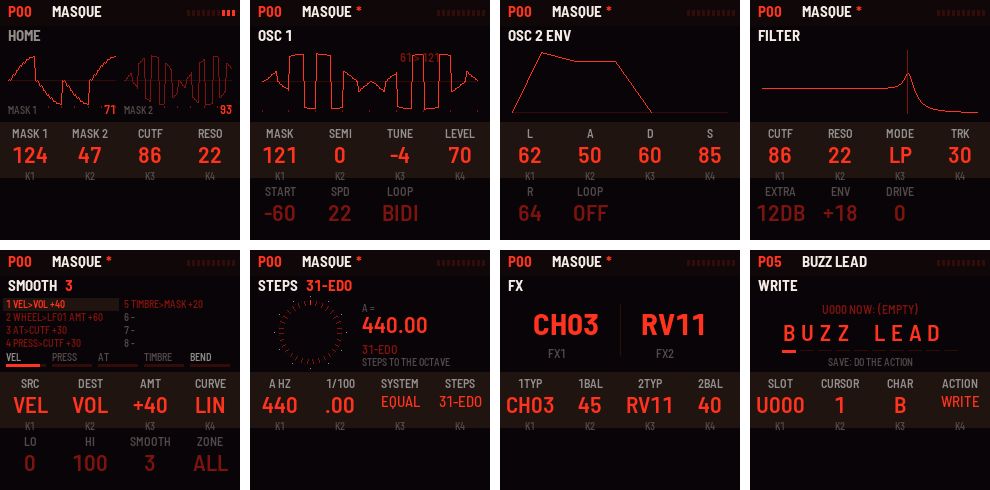 P00 MASQUE
HOME
MASK 1 71 MASK 2 93
MASK 1 MASK 2 CUTF RESO
124 47 86 22
K1 K2 K3 K4
P00 MASQUE *
OSC 1
61 > 121
MASK SEMI TUNE LEVEL
121 0 -4 70
K1 K2 K3 K4
START SPD LOOP
-60 22 BIDI
P00 MASQUE *
OSC 2 ENV
L A D S
62 50 60 85
K1 K2 K3 K4
R LOOP
64 OFF
P00 MASQUE *
FILTER
CUTF RESO MODE TRK
86 22 LP 30
K1 K2 K3 K4
EXTRA ENV DRIVE
12DB +18 0
P00 MASQUE *
SMOOTH 3
1 VEL>VOL +40 5 TIMBRE>MASK +20
2 WHEEL>LFO1 AMT +60 6 -
3 AT>CUTF +30 7 -
4 PRESS>CUTF +30 8 -
VEL PRESS AT TIMBRE BEND
SRC DEST AMT CURVE
VEL VOL +40 LIN
K1 K2 K3 K4
LO HI SMOOTH ZONE
0 100 3 ALL
P00 MASQUE *
STEPS 31-EDO
A =
440.00
31-EDO
STEPS TO THE OCTAVE
A HZ 1/100 SYSTEM STEPS
440 .00 EQUAL 31-EDO
K1 K2 K3 K4
P00 MASQUE *
FX
CH03 RV11
FX1 FX2
1TYP 1BAL 2TYP 2BAL
CH03 45 RV11 40
K1 K2 K3 K4
P05 BUZZ LEAD
WRITE
U000 NOW: (EMPTY)
BUZZ LEAD
SAVE: DO THE ACTION
SLOT CURSOR CHAR ACTION
U000 1 B WRITE
K1 K2 K3 K4